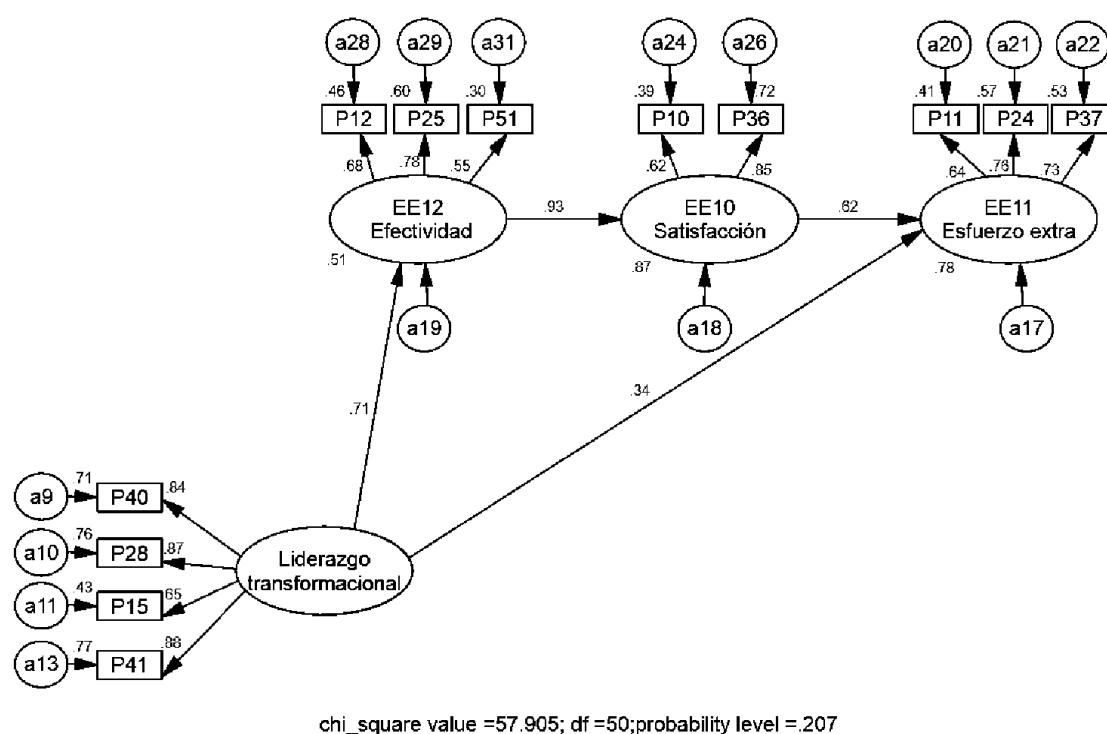 a28 a29 a31 a24 a26 a20 a21 a22
.46 .60 .30 .39 .72 .41 .57 .53
P12 P25 P51 P10 P36 P11 P24 P37
.68 .78 .55 .62 .85 .64 .76 .73
EE12 EE10 EE11
Efectividad .93 Satisfacción .62 Esfuerzo extra
.51 .87 .78
a19 a18 a17
.34
.71
.71
a9 P40 .84
.76
a10 P28 .87
Liderazgo
transformacional
.43
a11 P15 .65
.77
a13 P41 .88
chi_square value =57.905; df =50;probability level =.207